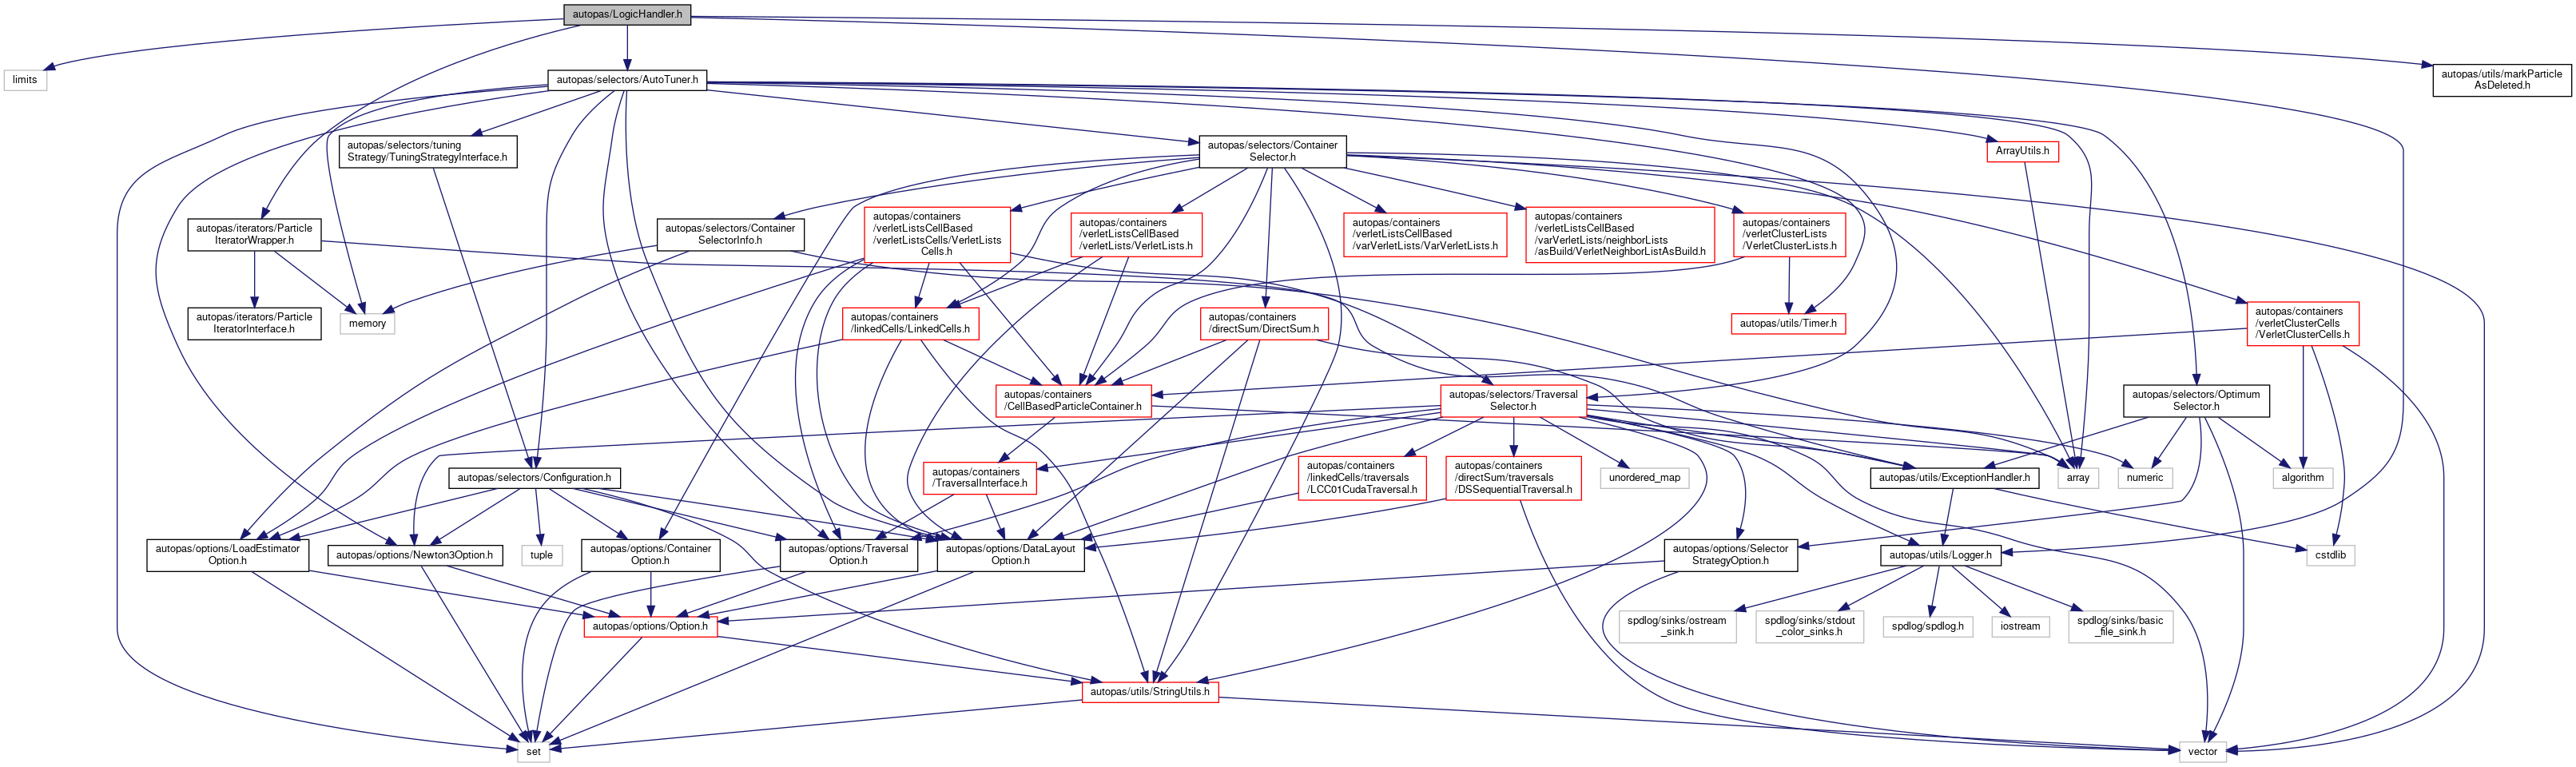 autopas/LogicHandler.h
limits
autopas/selectors/AutoTuner.h
autopas/utils/markParticle
AsDeleted.h
autopas/selectors/tuning
Strategy/TuningStrategyInterface.h
autopas/selectors/Container
Selector.h
ArrayUtils.h
autopas/iterators/Particle
IteratorWrapper.h
autopas/selectors/Container
SelectorInfo.h
autopas/containers
/verletListsCellBased
/verletListsCells/VerletLists
Cells.h
autopas/containers
/verletListsCellBased
/verletLists/VerletLists.h
autopas/containers
/verletListsCellBased
/varVerletLists/VarVerletLists.h
autopas/containers
/verletListsCellBased
/varVerletLists/neighborLists
/asBuild/VerletNeighborListAsBuild.h
autopas/containers
/verletClusterLists
/VerletClusterLists.h
autopas/iterators/Particle
IteratorInterface.h
memory
autopas/containers
/linkedCells/LinkedCells.h
autopas/containers
/directSum/DirectSum.h
autopas/utils/Timer.h
autopas/containers
/verletClusterCells
/VerletClusterCells.h
autopas/containers
/CellBasedParticleContainer.h
autopas/selectors/Traversal
Selector.h
autopas/selectors/Optimum
Selector.h
autopas/selectors/Configuration.h
autopas/containers
/TraversalInterface.h
autopas/containers
/linkedCells/traversals
/LCC01CudaTraversal.h
autopas/containers
/directSum/traversals
/DSSequentialTraversal.h
unordered_map
autopas/utils/ExceptionHandler.h
array
numeric
algorithm
autopas/options/LoadEstimator
Option.h
autopas/options/Newton3Option.h
tuple
autopas/options/Container
Option.h
autopas/options/Traversal
Option.h
autopas/options/DataLayout
Option.h
autopas/options/Selector
StrategyOption.h
autopas/utils/Logger.h
cstdlib
autopas/options/Option.h
spdlog/sinks/ostream
_sink.h
spdlog/sinks/stdout
_color_sinks.h
spdlog/spdlog.h
iostream
spdlog/sinks/basic
_file_sink.h
autopas/utils/StringUtils.h
set
vector